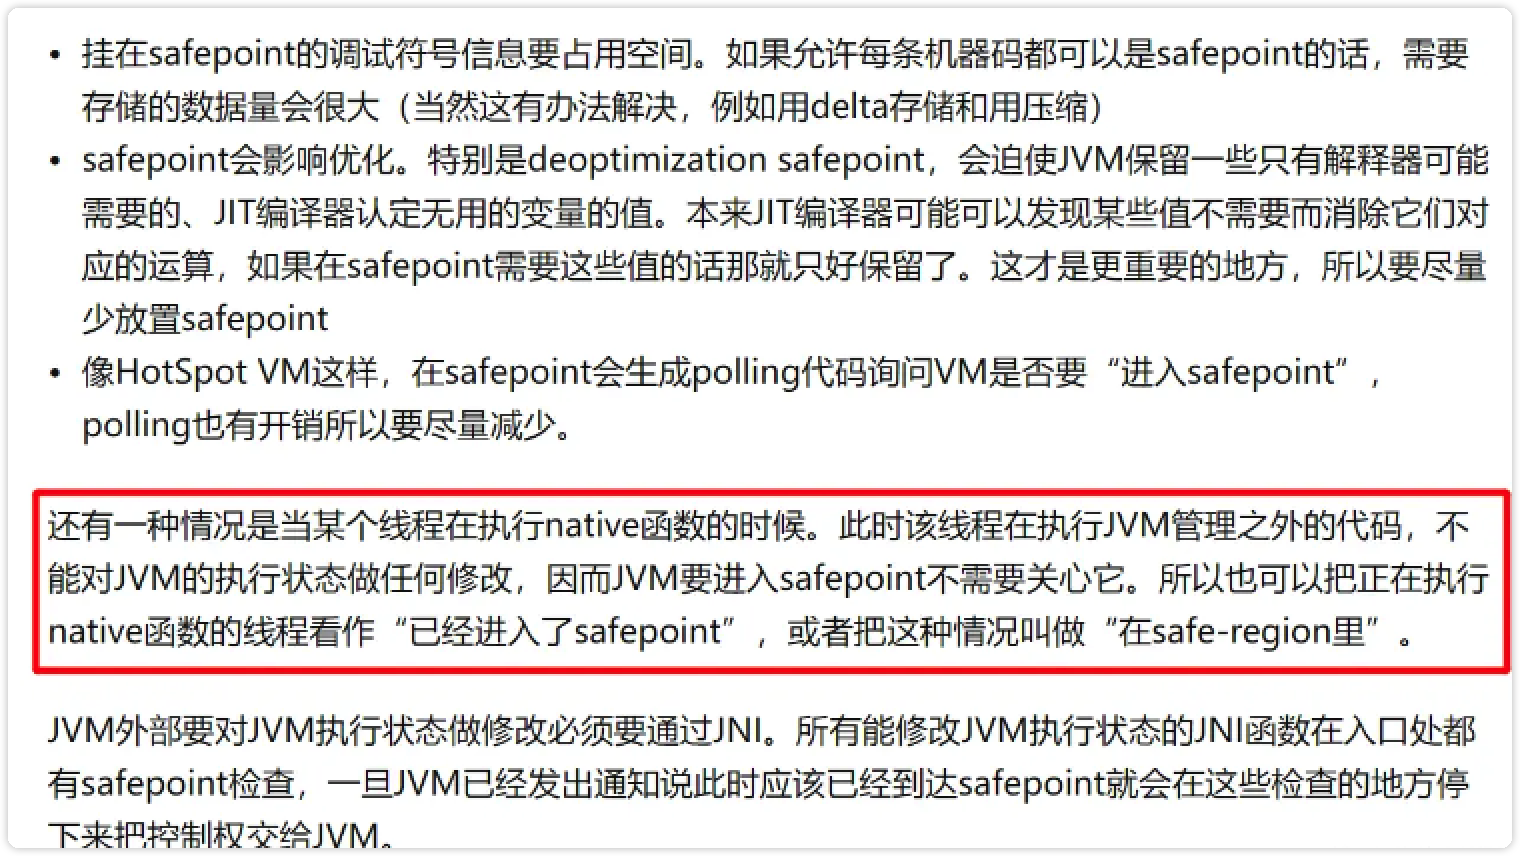 • 挂在safepoint的调试符号信息要占用空间。如果允许每条机器码都可以是safepoint的话，需要
存储的数据量会很大（当然这有办法解决，例如用delta存储和用压缩）
• safepoint会影响优化。特别是deoptimization safepoint，会迫使JVM保留一些只有解释器可能
需要的、JIT编译器认定无用的变量的值。本来JIT编译器可能可以发现某些值不需要而消除它们对
应的运算，如果在safepoint需要这些值的话那就只好保留了。这才是更重要的地方，所以要尽量
少放置safepoint
• 像HotSpot VM这样，在safepoint会生成polling代码询问VM是否要“进入safepoint”，
polling也有开销所以要尽量减少。
还有一种情况是当某个线程在执行native函数的时候。此时该线程在执行JVM管理之外的代码，不
能对JVM的执行状态做任何修改，因而JVM要进入safepoint不需要关心它。所以也可以把正在执行
native函数的线程看作“已经进入了safepoint”，或者把这种情况叫做“在safe-region里”。
JVM外部要对JVM执行状态做修改必须要通过JNI。所有能修改JVM执行状态的JNI函数在入口处都
有safepoint检查，一旦JVM已经发出通知说此时应该已经到达safepoint就会在这些检查的地方停
下来把控制权交给JVM。